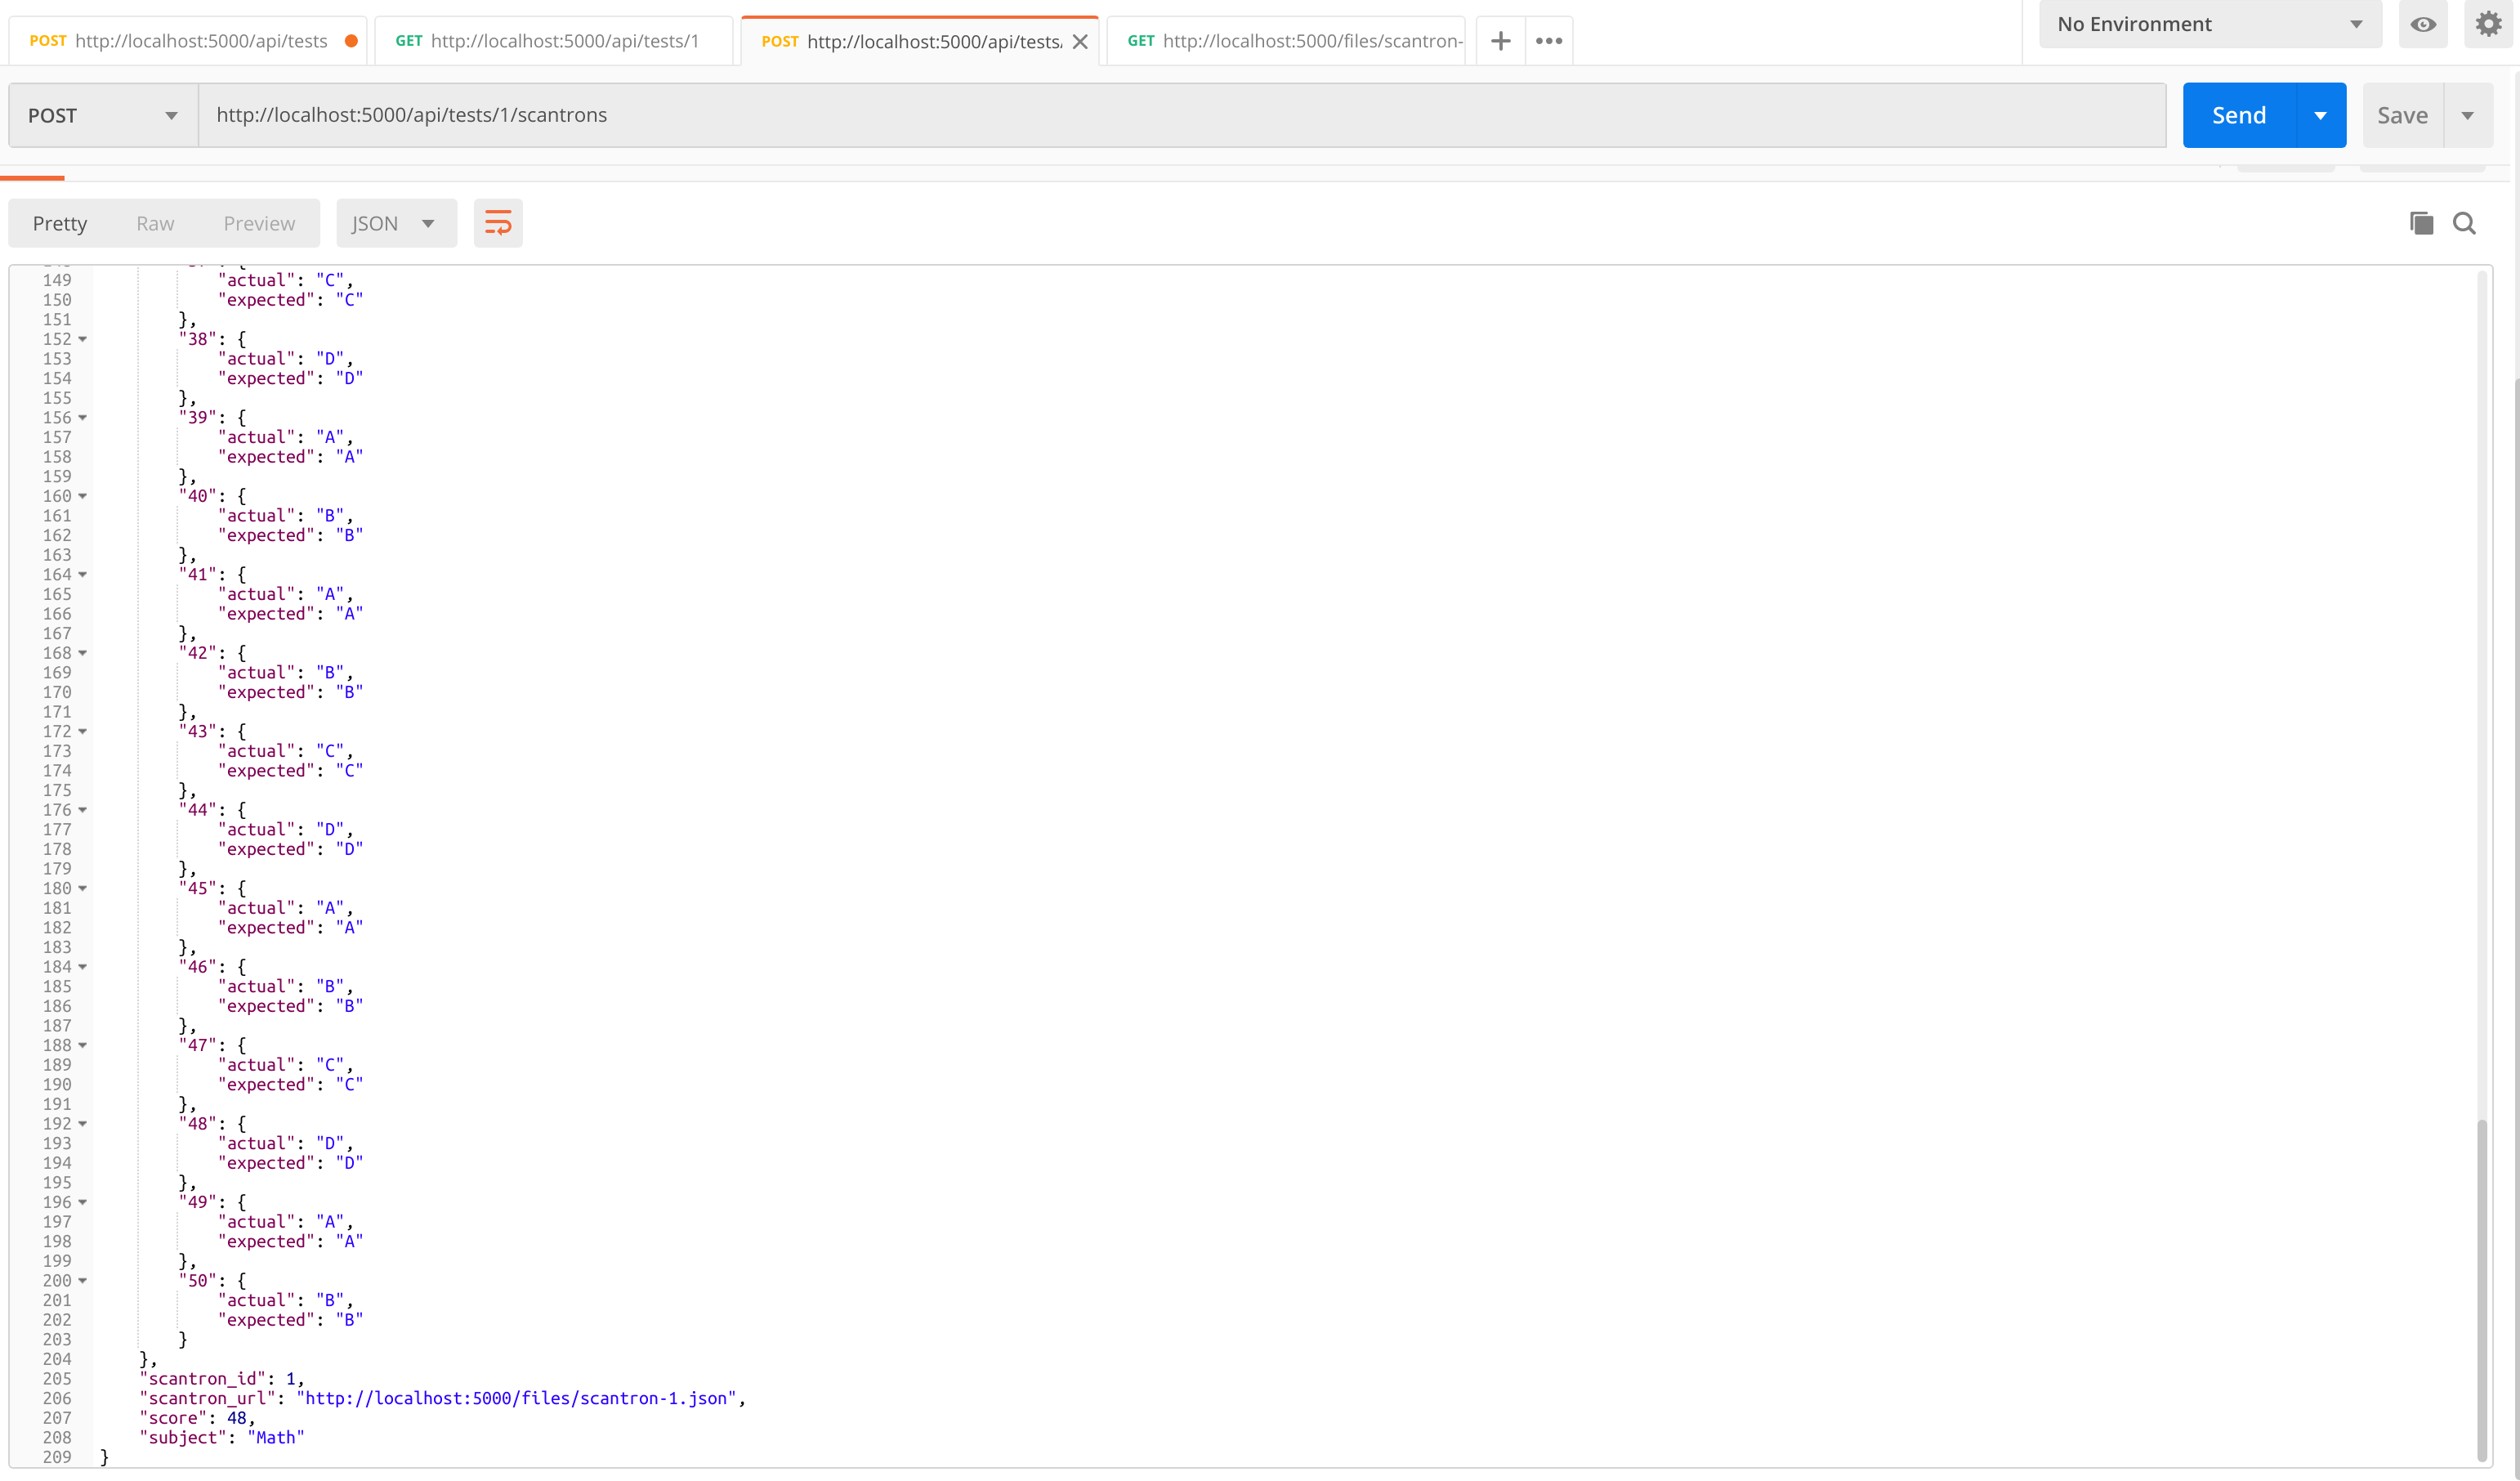 POST http://localhost:5000/api/tests GET http://localhost:5000/api/tests/1 POST http://localhost:5000/api/tests/ GET http://localhost:5000/files/scantron- No Environment
POST http://localhost:5000/api/tests/1/scantrons Send Save
Pretty Raw Preview JSON
149 "actual": "C",
150 "expected": "C"
151 },
152 "38": {
153 "actual": "D",
154 "expected": "D"
155 },
156 "39": {
157 "actual": "A",
158 "expected": "A"
159 },
160 "40": {
161 "actual": "B",
162 "expected": "B"
163 },
164 "41": {
165 "actual": "A",
166 "expected": "A"
167 },
168 "42": {
169 "actual": "B",
170 "expected": "B"
171 },
172 "43": {
173 "actual": "C",
174 "expected": "C"
175 },
176 "44": {
177 "actual": "D",
178 "expected": "D"
179 },
180 "45": {
181 "actual": "A",
182 "expected": "A"
183 },
184 "46": {
185 "actual": "B",
186 "expected": "B"
187 },
188 "47": {
189 "actual": "C",
190 "expected": "C"
191 },
192 "48": {
193 "actual": "D",
194 "expected": "D"
195 },
196 "49": {
197 "actual": "A",
198 "expected": "A"
199 },
200 "50": {
201 "actual": "B",
202 "expected": "B"
203 }
204 },
205 "scantron_id": 1,
206 "scantron_url": "http://localhost:5000/files/scantron-1.json",
207 "score": 48,
208 "subject": "Math"
209 }